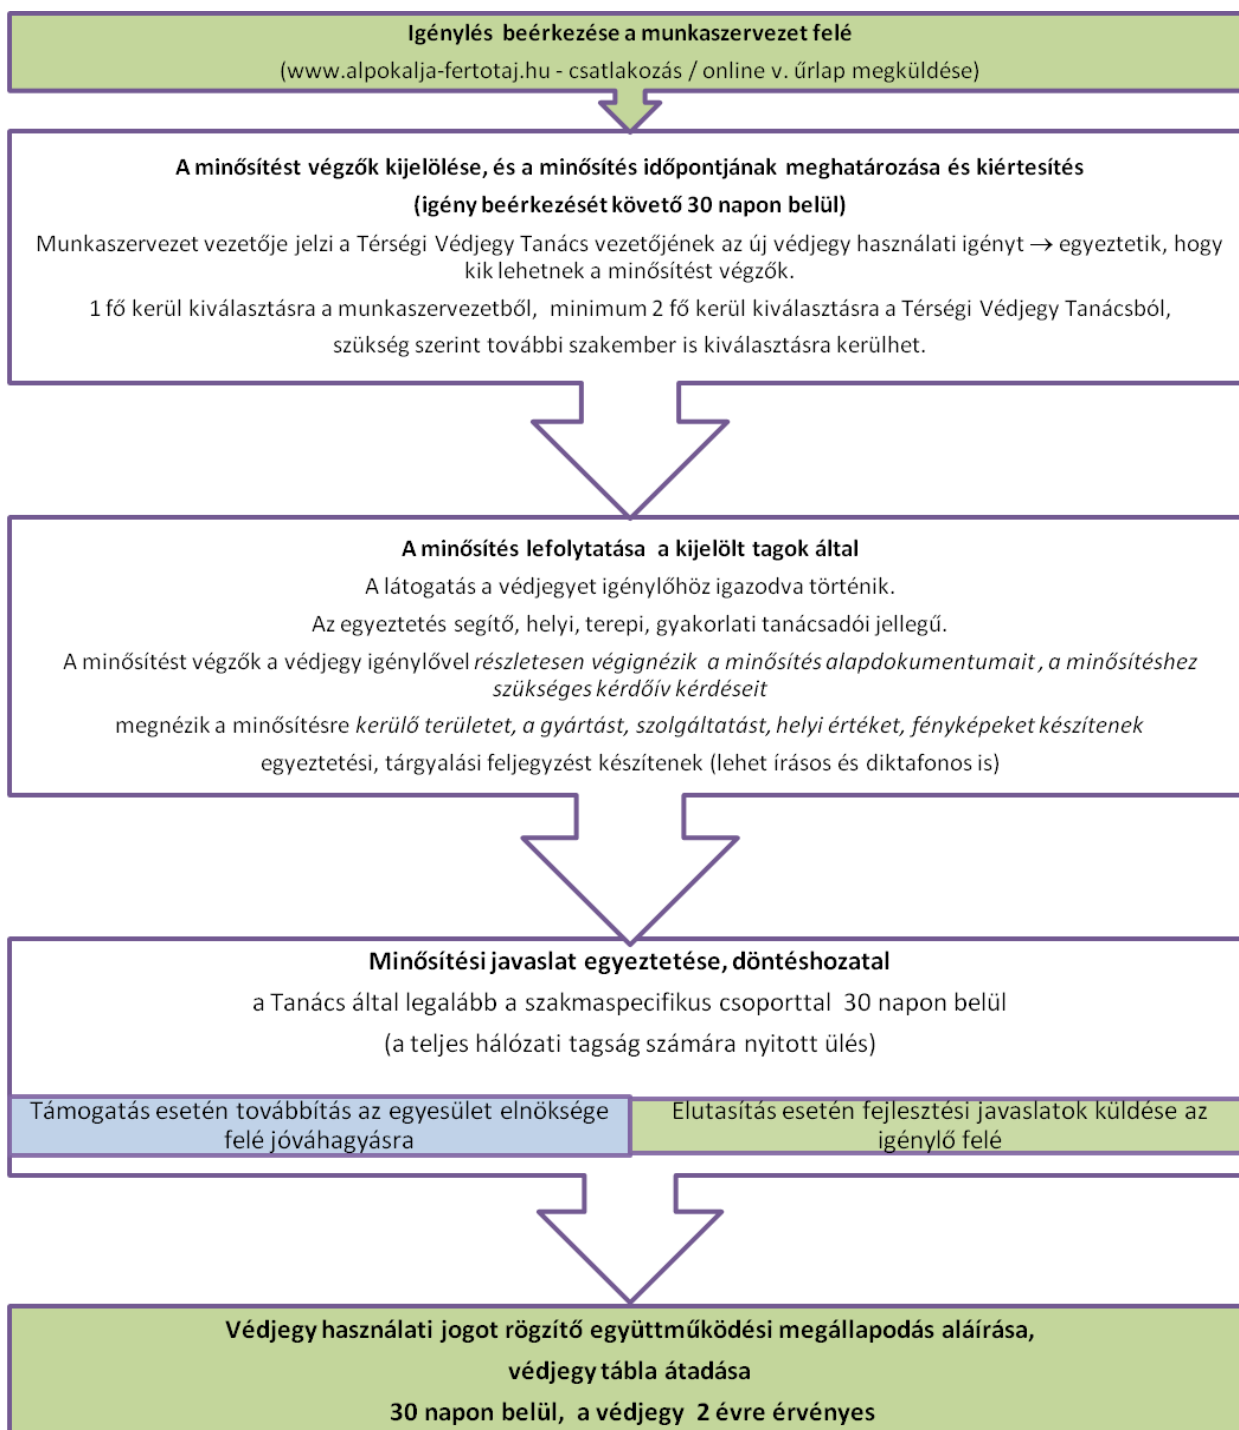 Igénylés beérkezése a munkaszervezet felé
(www.alpokalja-fertotaj.hu - csatlakozás / online v. űrlap megküldése)
A minősítést végzők kijelölése, és a minősítés időpontjának meghatározása és kiértesítés
(igény beérkezését követő 30 napon belül)
Munkaszervezet vezetője jelzi a Térségi Védjegy Tanács vezetőjének az új védjegy használati igényt → egyeztetik, hogy
kik lehetnek a minősítést végzők.
1 fő kerül kiválasztásra a munkaszervezetből, minimum 2 fő kerül kiválasztásra a Térségi Védjegy Tanácsból,
szükség szerint további szakember is kiválasztásra kerülhet.
A minősítés lefolytatása a kijelölt tagok által
A látogatás a védjegyet igénylőhöz igazodva történik.
Az egyeztetés segítő, helyi, terepi, gyakorlati tanácsadói jellegű.
A minősítést végzők a védjegy igénylővel részletesen végignézik a minősítés alapdokumentumait, a minősítéshez
szükséges kérdőív kérdéseit
megnézik a minősítésre kerülő területet, a gyártást, szolgáltatást, helyi értéket, fényképeket készítenek
egyeztetési, tárgyalási feljegyzést készítenek (lehet írásos és diktafonos is)
Minősítési javaslat egyeztetése, döntéshozatal
a Tanács által legalább a szakmaspecifikus csoporttal 30 napon belül
(a teljes hálózati tagság számára nyitott ülés)
Támogatás esetén továbbítás az egyesület elnöksége
felé jóváhagyásra
Elutasítás esetén fejlesztési javaslatok küldése az
igénylő felé
Védjegy használati jogot rögzítő együttműködési megállapodás aláírása,
védjegy tábla átadása
30 napon belül, a védjegy 2 évre érvényes